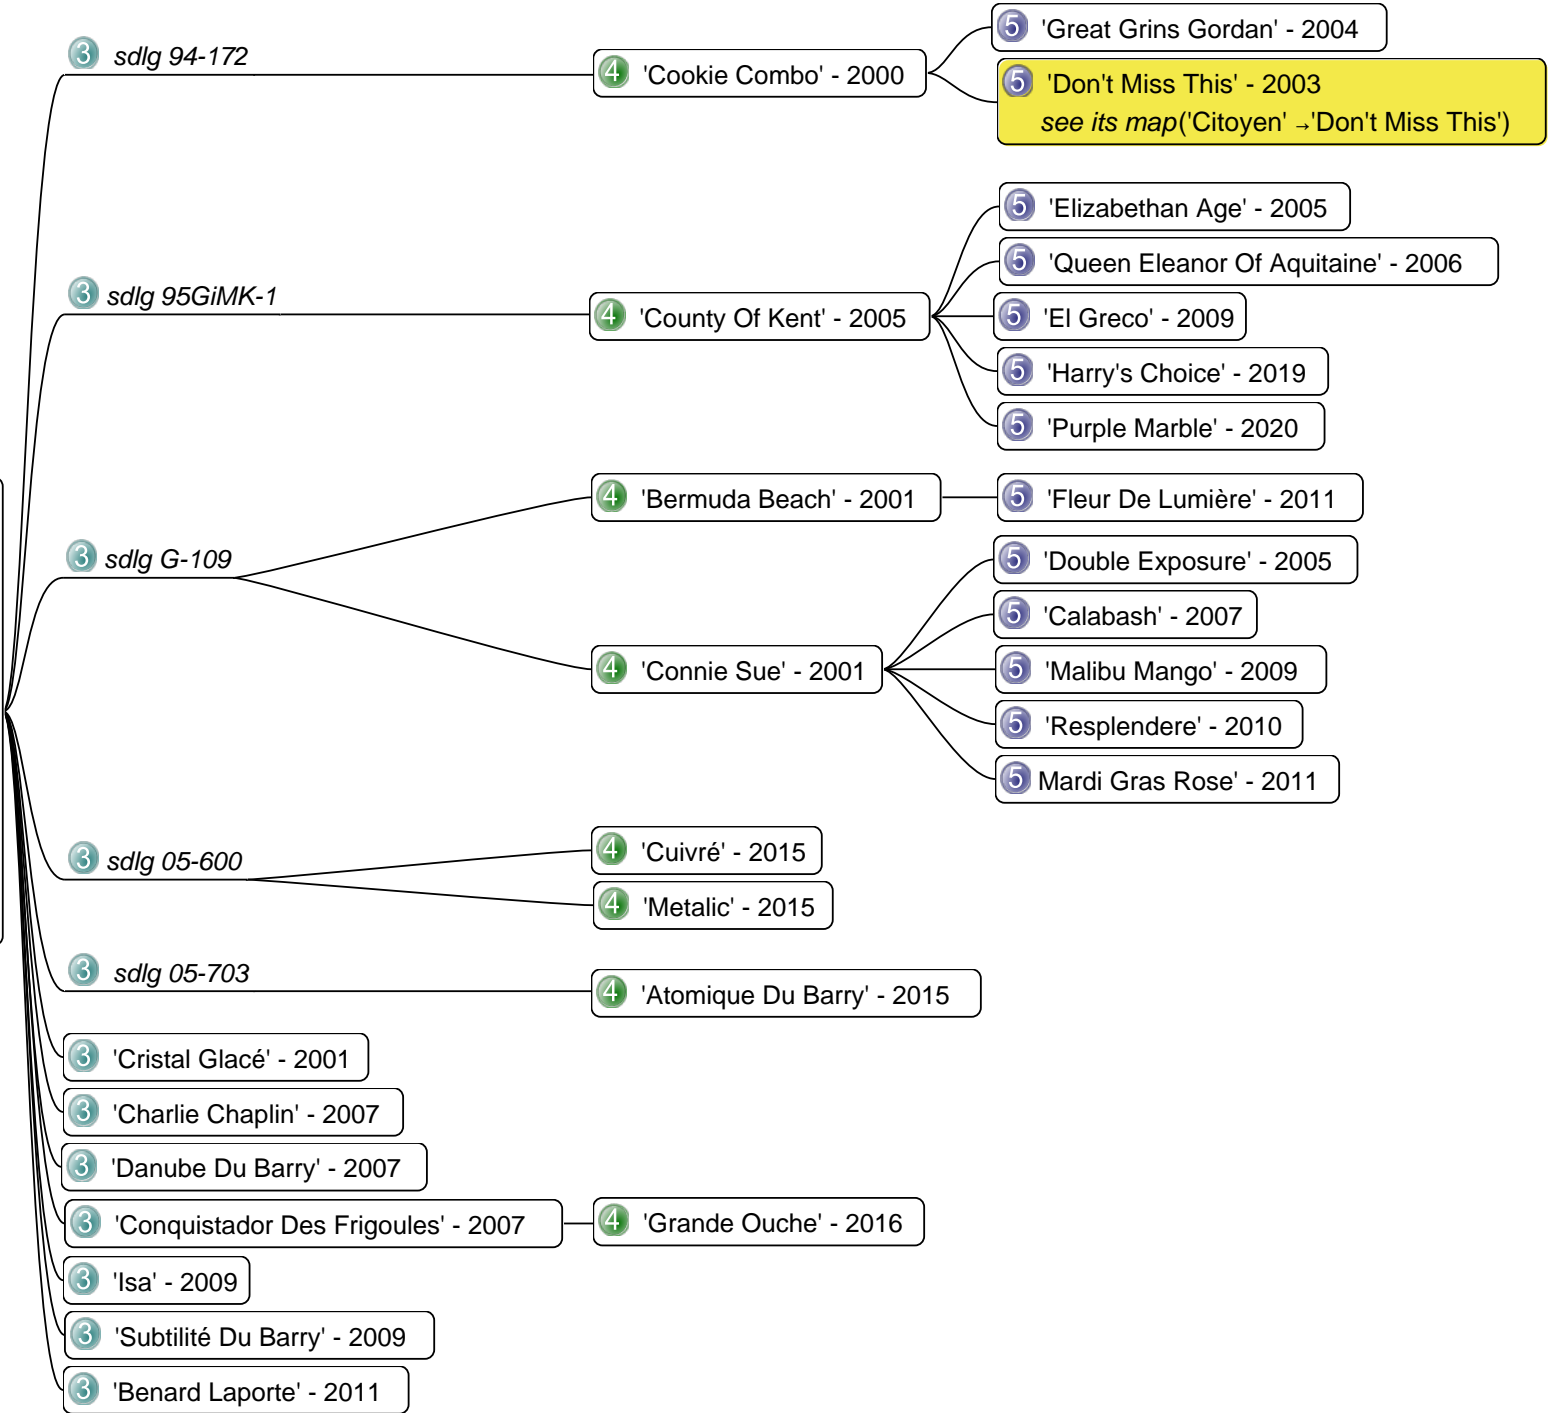 3 sdlg 94-172
4 'Cookie Combo' - 2000
5 'Great Grins Gordan' - 2004
5 'Don't Miss This' - 2003
see its map('Citoyen' →'Don't Miss This')
3 sdlg 95GiMK-1
4 'County Of Kent' - 2005
5 'Elizabethan Age' - 2005
5 'Queen Eleanor Of Aquitaine' - 2006
5 'El Greco' - 2009
5 'Harry's Choice' - 2019
5 'Purple Marble' - 2020
3 sdlg G-109
4 'Bermuda Beach' - 2001
5 'Fleur De Lumière' - 2011
4 'Connie Sue' - 2001
5 'Double Exposure' - 2005
5 'Calabash' - 2007
5 'Malibu Mango' - 2009
5 'Resplendere' - 2010
5 Mardi Gras Rose' - 2011
3 sdlg 05-600
4 'Cuivré' - 2015
4 'Metalic' - 2015
3 sdlg 05-703
4 'Atomique Du Barry' - 2015
3 'Cristal Glacé' - 2001
3 'Charlie Chaplin' - 2007
3 'Danube Du Barry' - 2007
3 'Conquistador Des Frigoules' - 2007
4 'Grande Ouche' - 2016
3 'Isa' - 2009
3 'Subtilité Du Barry' - 2009
3 'Benard Laporte' - 2011